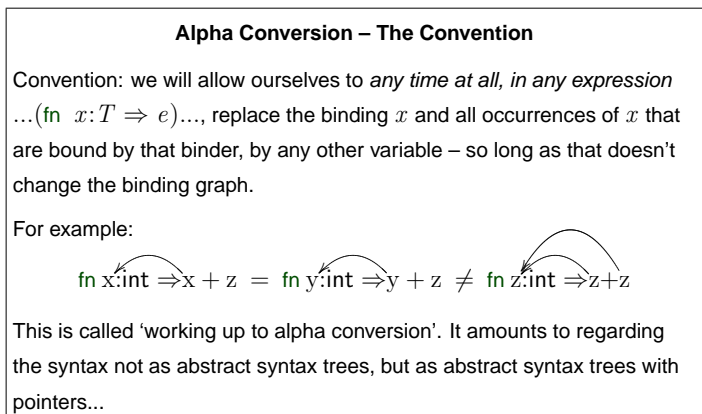 Alpha Conversion – The Convention
Convention: we will allow ourselves to any time at all, in any expression
...(fn x:T ⇒ e)..., replace the binding x and all occurrences of x that
are bound by that binder, by any other variable – so long as that doesn't
change the binding graph.
For example:
fn x:int ⇒x + z = fn y:int ⇒y + z ≠ fn z:int ⇒z+z
This is called 'working up to alpha conversion'. It amounts to regarding
the syntax not as abstract syntax trees, but as abstract syntax trees with
pointers...